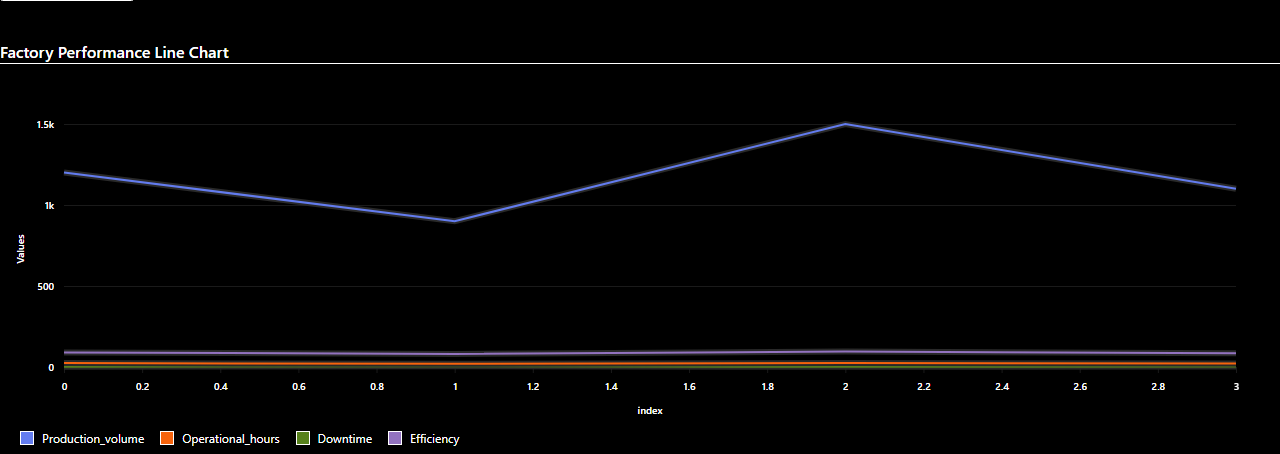 Factory Performance Line Chart
1.5k
1k
500
0
Values
0 0.2 0.4 0.6 0.8 1 1.2 1.4 1.6 1.8 2 2.2 2.4 2.6 2.8 3
index
Production_volume Operational_hours Downtime Efficiency